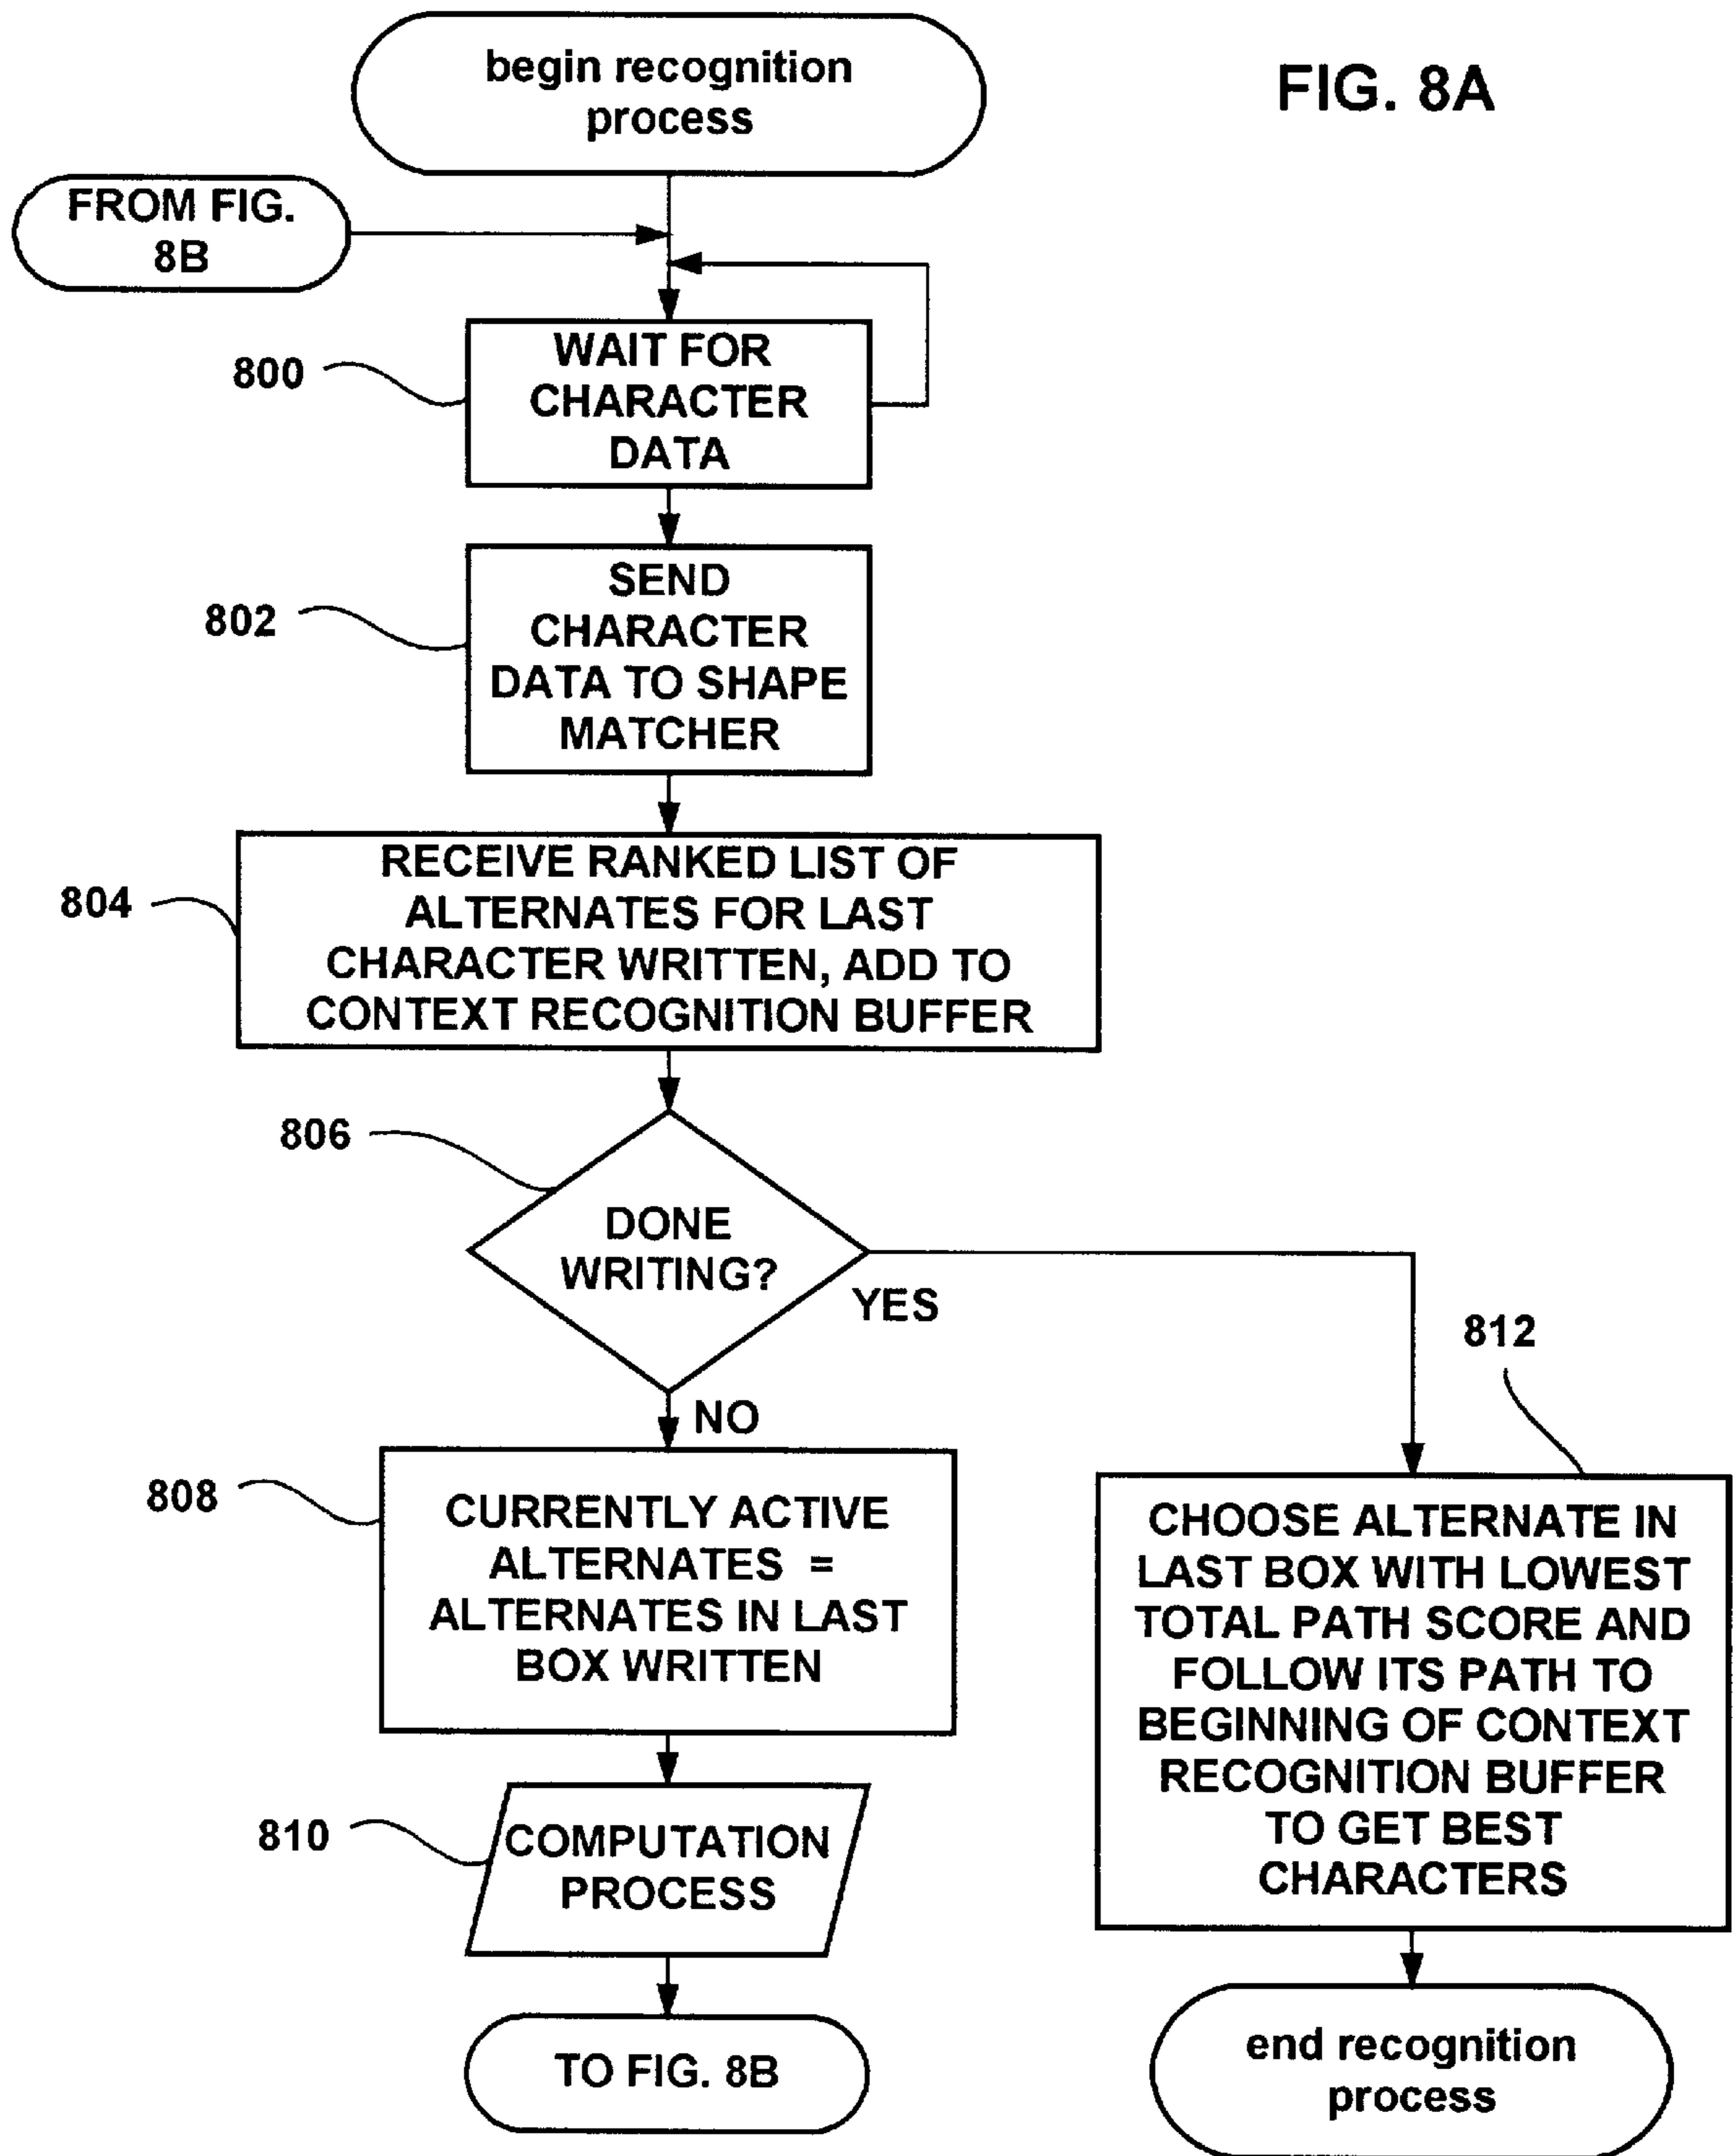 begin recognition
process
FIG. 8A
FROM FIG.
8B
800
WAIT FOR
CHARACTER
DATA
802
SEND
CHARACTER
DATA TO SHAPE
MATCHER
804
RECEIVE RANKED LIST OF
ALTERNATES FOR LAST
CHARACTER WRITTEN, ADD TO
CONTEXT RECOGNITION BUFFER
806
DONE
WRITING?
YES
NO
808
CURRENTLY ACTIVE
ALTERNATES =
ALTERNATES IN LAST
BOX WRITTEN
810
COMPUTATION
PROCESS
TO FIG. 8B
812
CHOOSE ALTERNATE IN
LAST BOX WITH LOWEST
TOTAL PATH SCORE AND
FOLLOW ITS PATH TO
BEGINNING OF CONTEXT
RECOGNITION BUFFER
TO GET BEST
CHARACTERS
end recognition
process